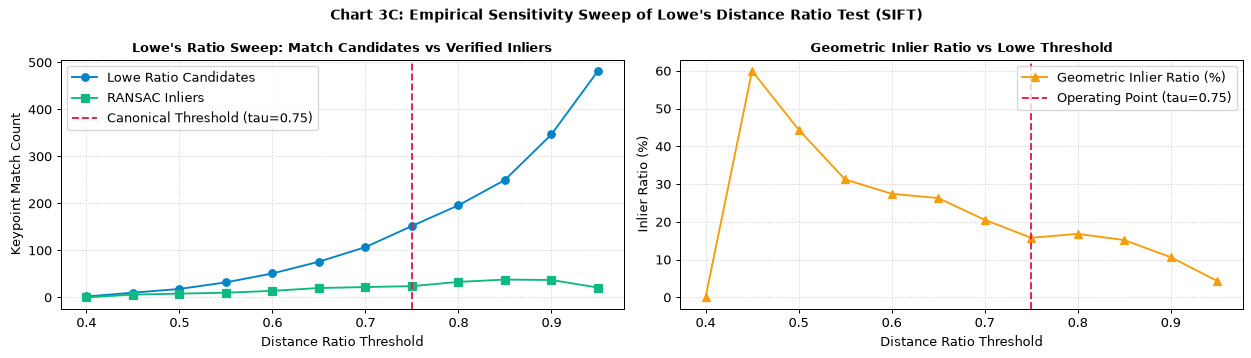 Chart 3C: Empirical Sensitivity Sweep of Lowe's Distance Ratio Test (SIFT)
Lowe's Ratio Sweep: Match Candidates vs Verified Inliers
Keypoint Match Count
500
400
300
200
100
0
Lowe Ratio Candidates
RANSAC Inliers
Canonical Threshold (tau=0.75)
0.4 0.5 0.6 0.7 0.8 0.9
Distance Ratio Threshold
Geometric Inlier Ratio vs Lowe Threshold
Inlier Ratio (%)
60
50
40
30
20
10
0
Geometric Inlier Ratio (%)
Operating Point (tau=0.75)
0.4 0.5 0.6 0.7 0.8 0.9
Distance Ratio Threshold